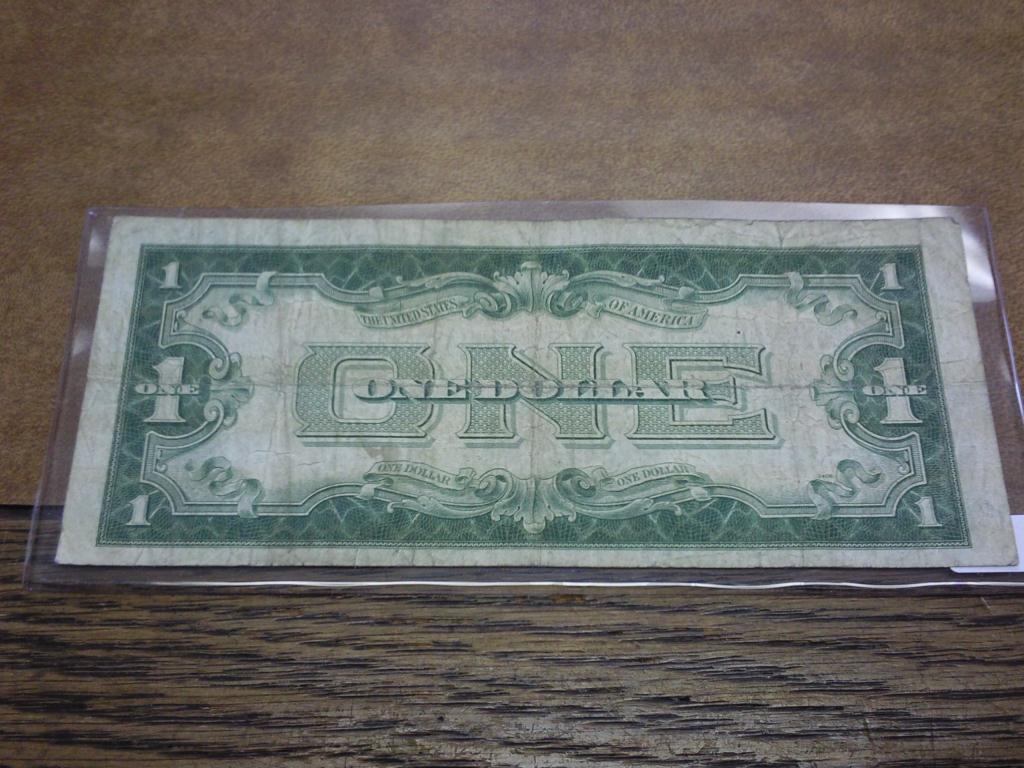 1 1
THE UNITED STATES OF AMERICA
ONE
ONE DOLLAR
1 ONE 1 ONE
ONE DOLLAR ONE DOLLAR
1 1